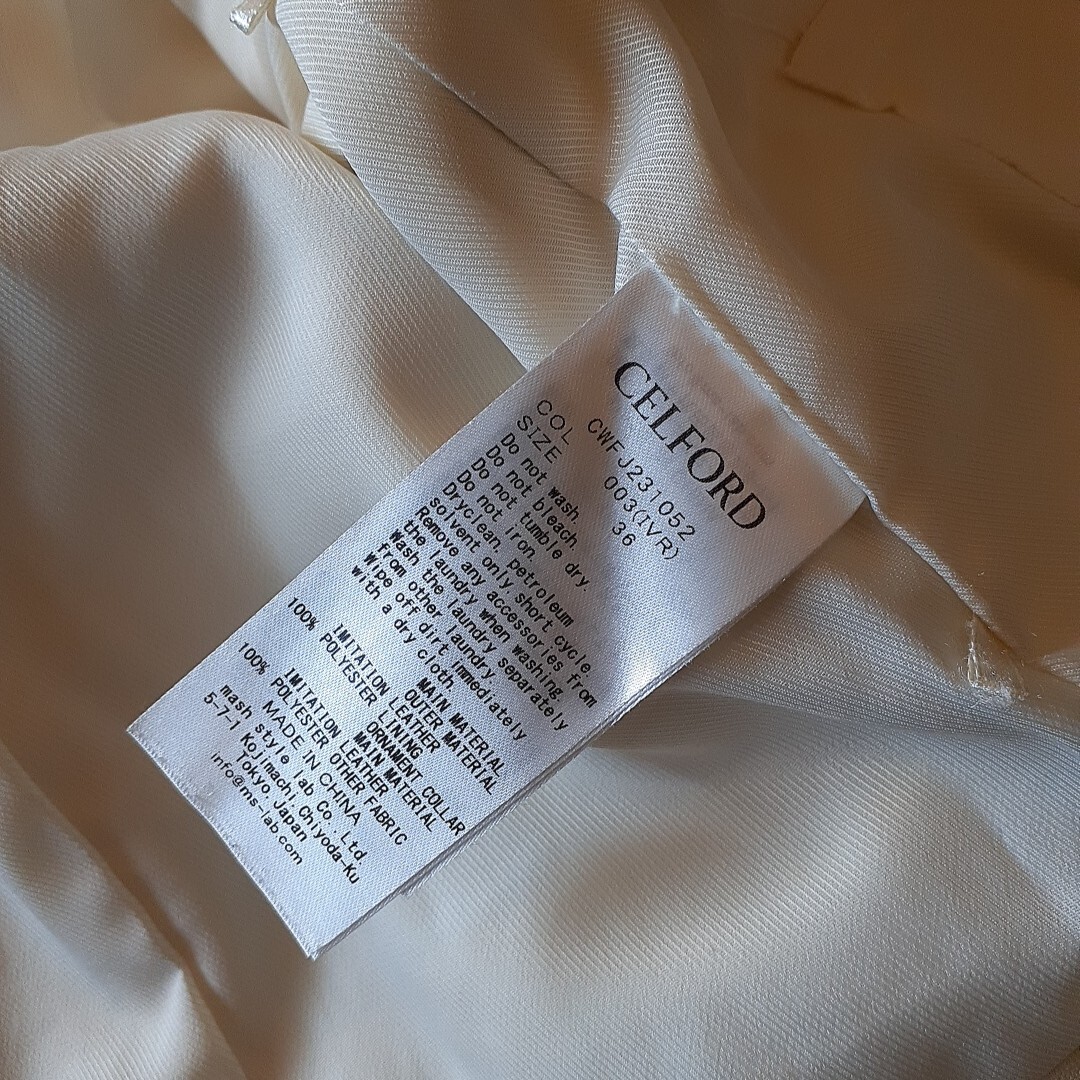 CELFORD
CWFJ231052
COL 003(IVR)
SIZE 36
Do not wash.
Do not bleach.
Do not tumble dry.
Do not iron.
Dryclean, petroleum
solvent only short cycle
Remove any accessories from
the laundry when washing.
Wash the laundry separately
from other laundry.
Wipe off dirt immediately
with a dry cloth.
MAIN MATERIAL
OUTER MATERIAL
IMITATION LEATHER
LINING
100% POLYESTER
ORNAMENT COLLAR
MAIN MATERIAL
IMITATION LEATHER
OTHER FABRIC
100% POLYESTER
MADE IN CHINA
mash style lab Co.,Ltd.
5-7-1 Kojimachi,Chiyoda-Ku
Tokyo,Japan
info@ms-lab.com